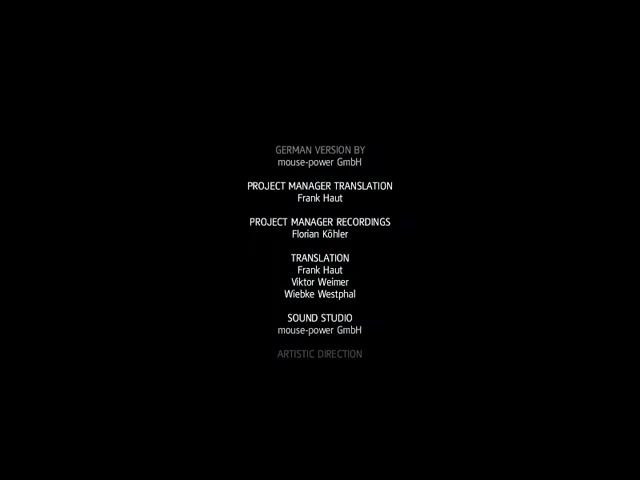 GERMAN VERSION BY
mouse-power GmbH
PROJECT MANAGER TRANSLATION
Frank Haut
PROJECT MANAGER RECORDINGS
Florian Köhler
TRANSLATION
Frank Haut
Viktor Weimer
Wiebke Westphal
SOUND STUDIO
mouse-power GmbH
ARTISTIC DIRECTION